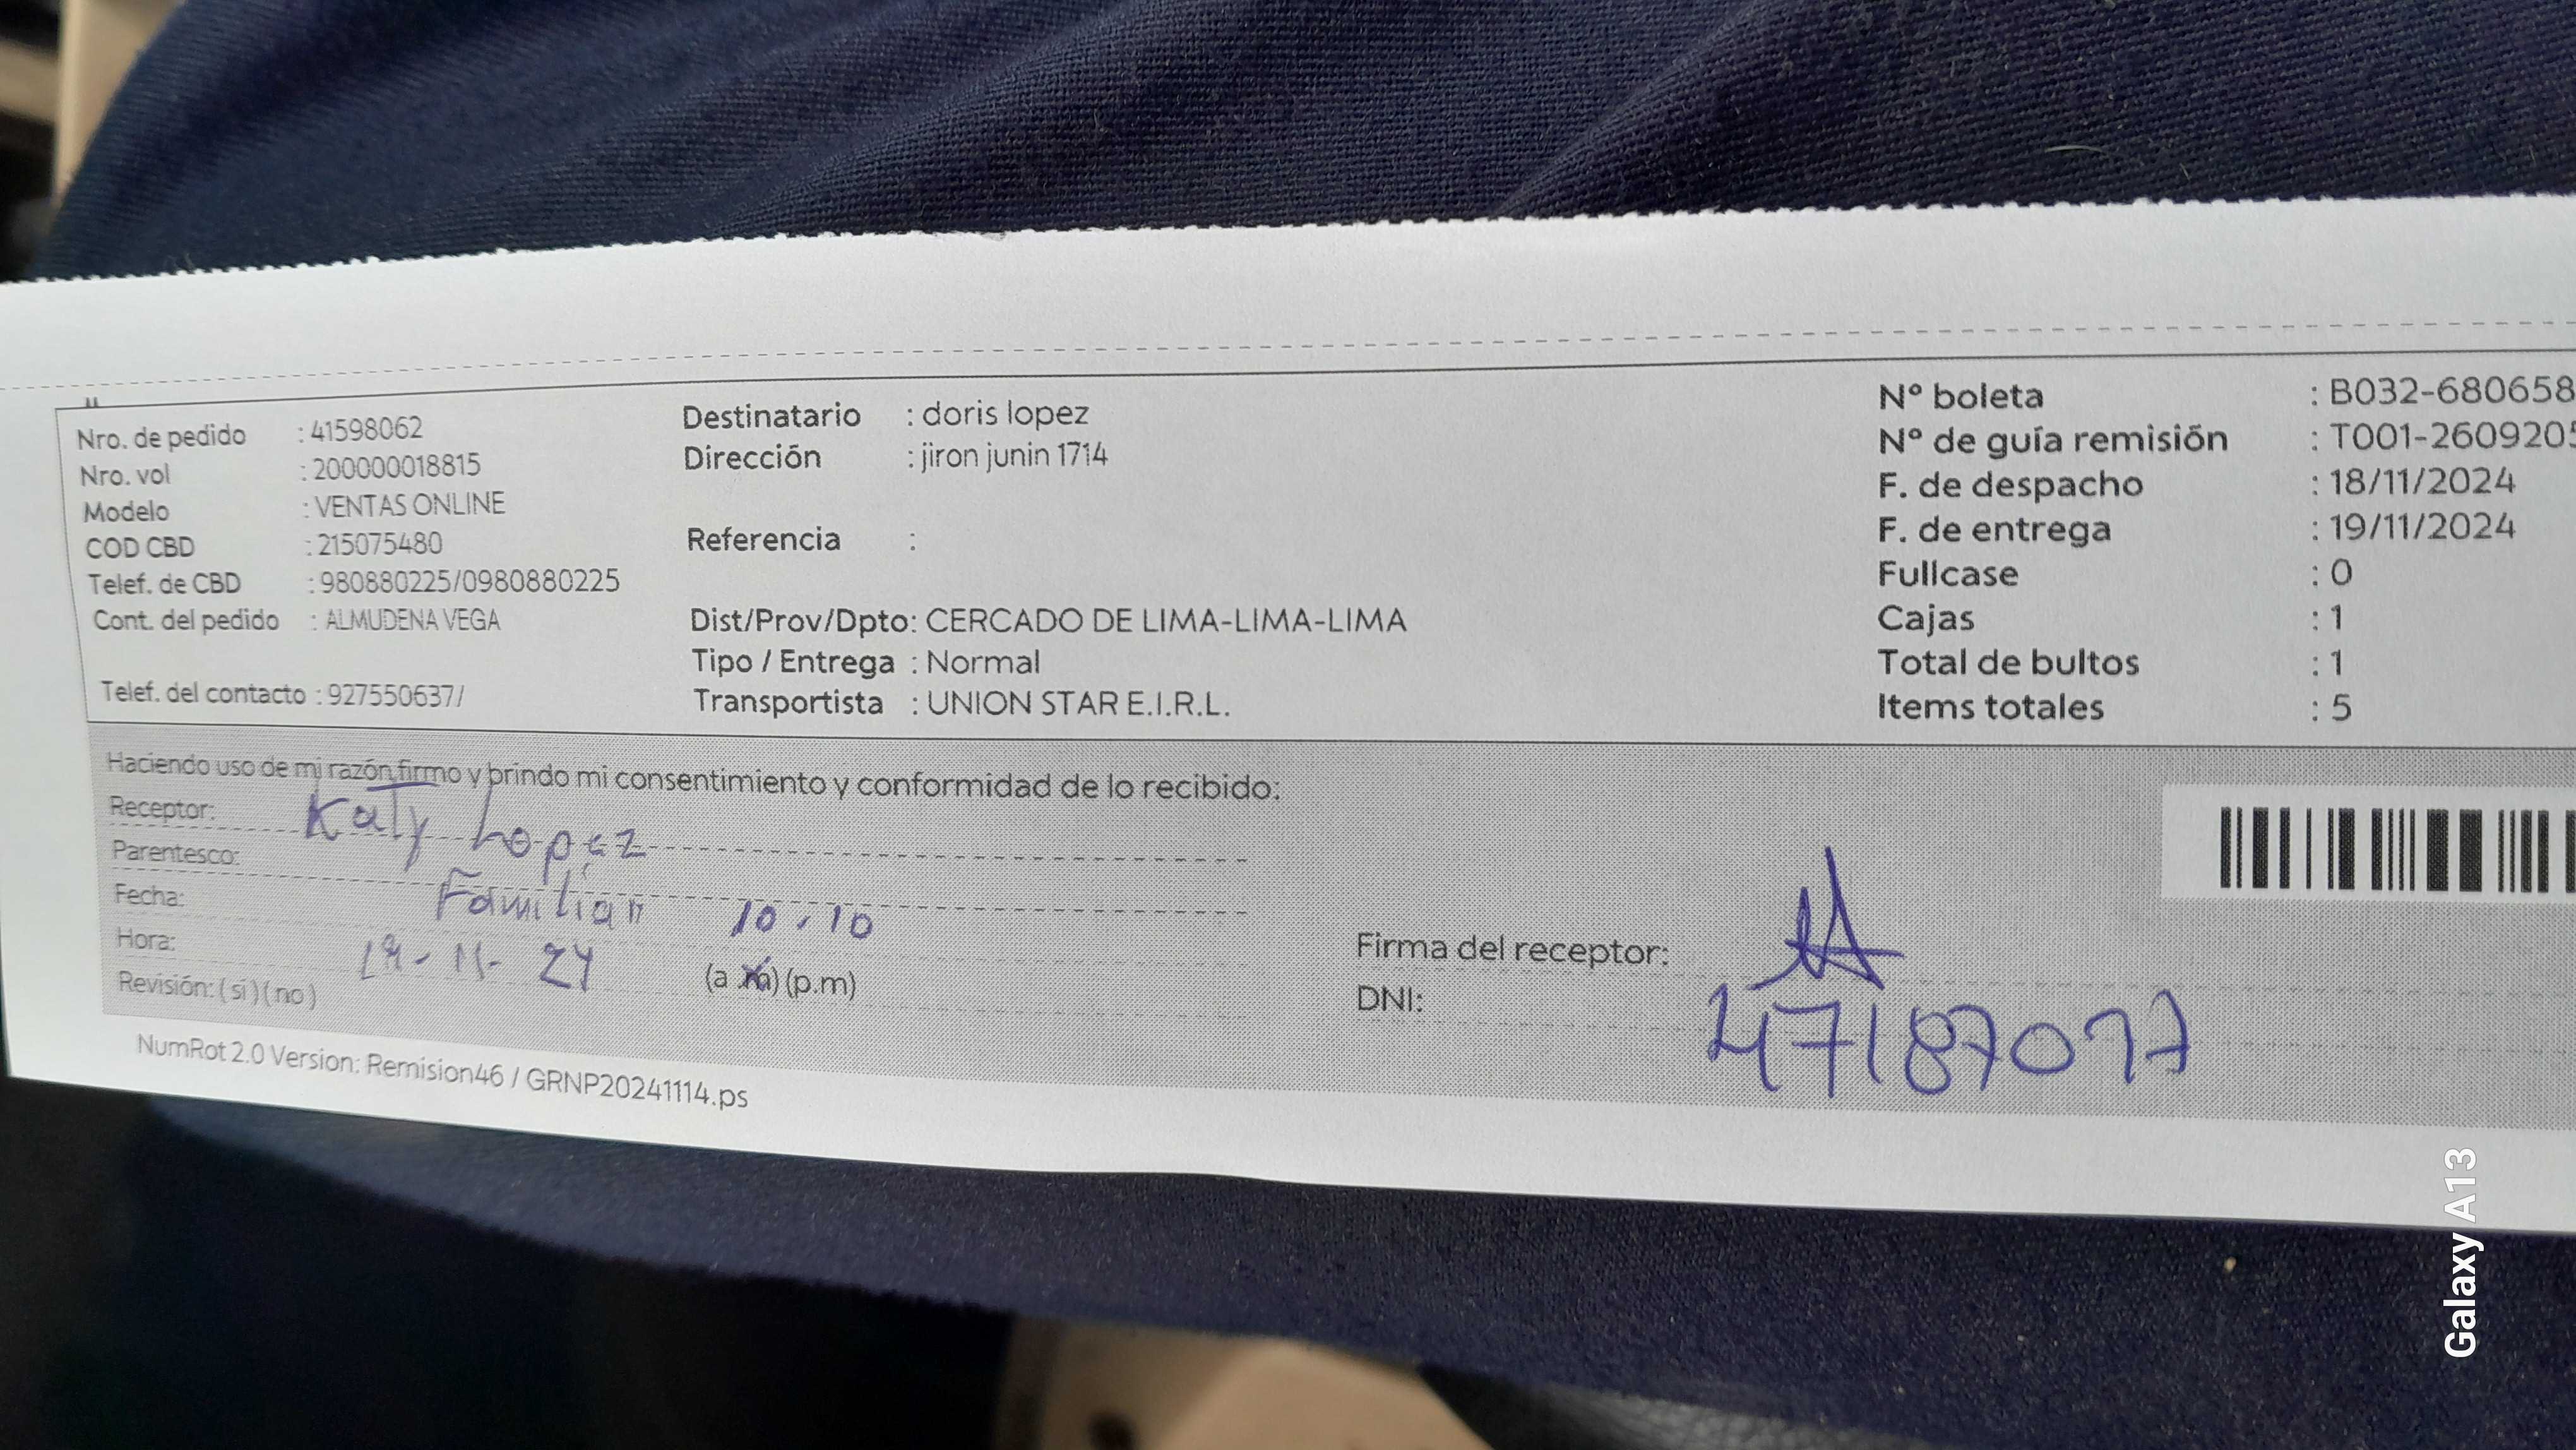 Nro. de pedido : 41598062
Nro. vol : 200000018815
Modelo : VENTAS ONLINE
COD CBD : 215075480
Telef. de CBD : 980880225/0980880225
Cont. del pedido : ALMUDENA VEGA
Telef. del contacto : 927550637/
Destinatario : doris lopez
Dirección : jiron junin 1714
Referencia :
Dist/Prov/Dpto: CERCADO DE LIMA-LIMA-LIMA
Tipo / Entrega : Normal
Transportista : UNION STAR E.I.R.L.
Nº boleta : B032-680658
Nº de guía remisión : T001-2609205
F. de despacho : 18/11/2024
F. de entrega : 19/11/2024
Fullcase : 0
Cajas : 1
Total de bultos : 1
Items totales : 5
Haciendo uso de mi razón firmo y brindo mi consentimiento y conformidad de lo recibido:
Receptor: Katy Lopez
Parentesco: Familiar
Fecha: 19-11-24
Hora: 10.10
(a.m) (p.m)
Revisión: (si) (no)
Firma del receptor:
DNI: 47187077
NumRot 2.0 Version: Remision46 / GRNP20241114.ps
Galaxy A13